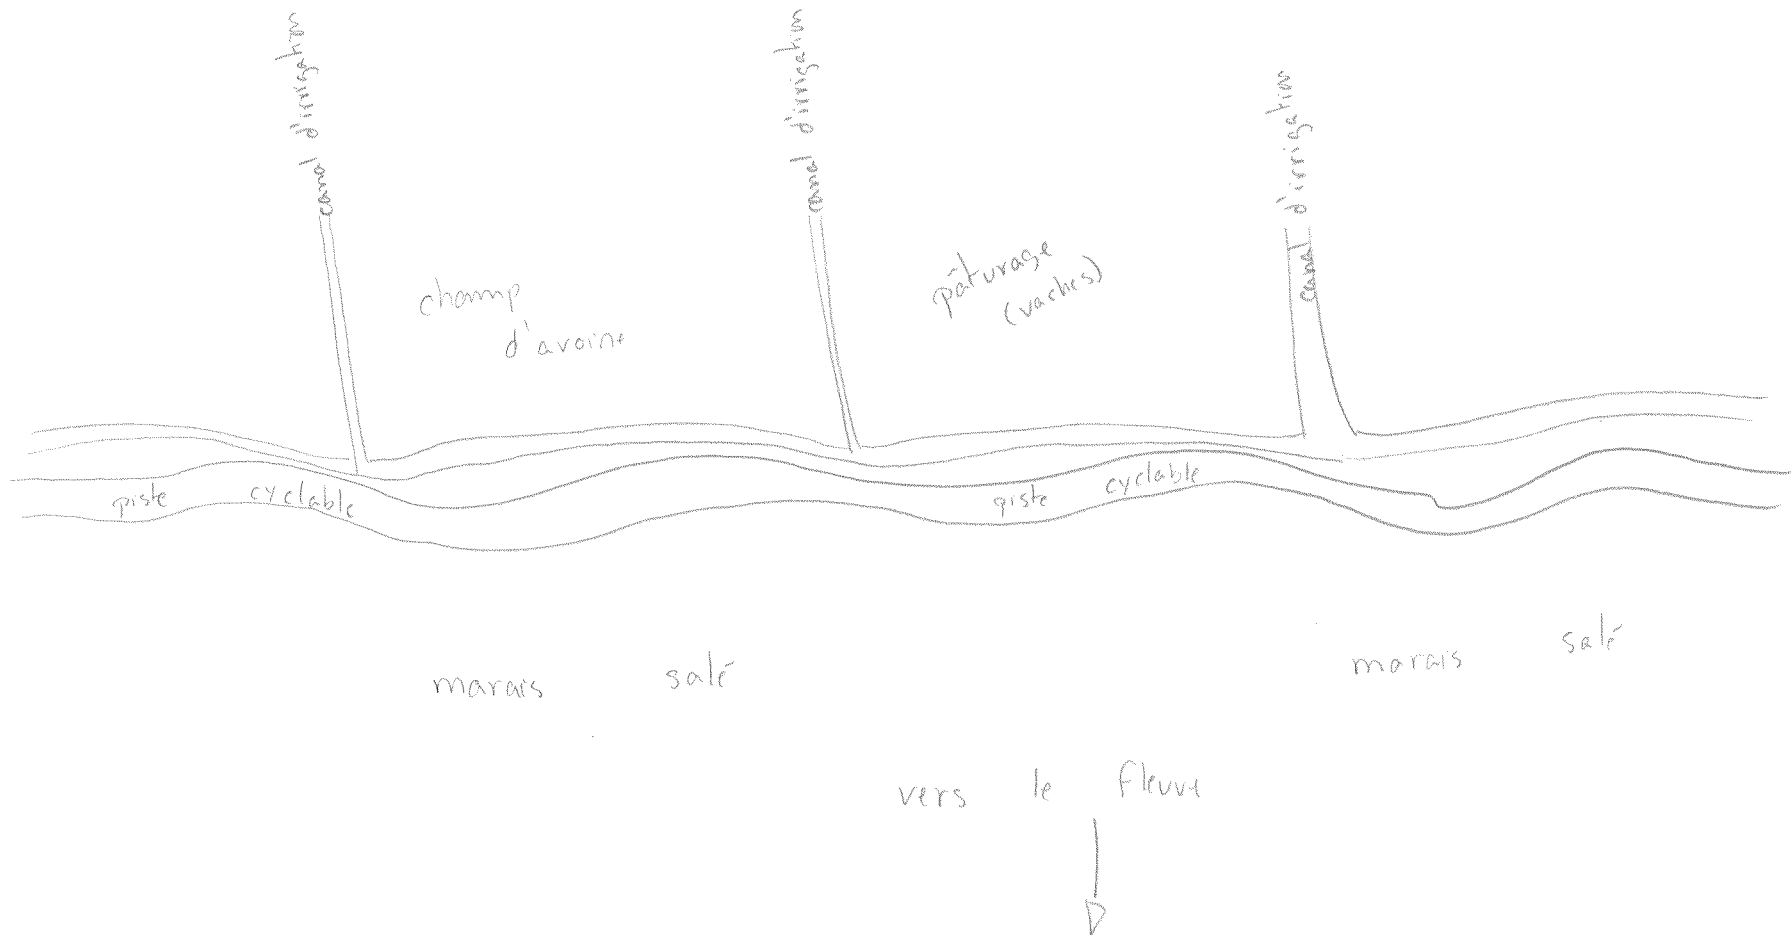 canal d'irrigation
canal d'irrigation
canal d'irrigation
champ
d'avoine
pâturage
(vaches)
piste cyclable
piste cyclable
marais salé
marais salé
vers le fleuve